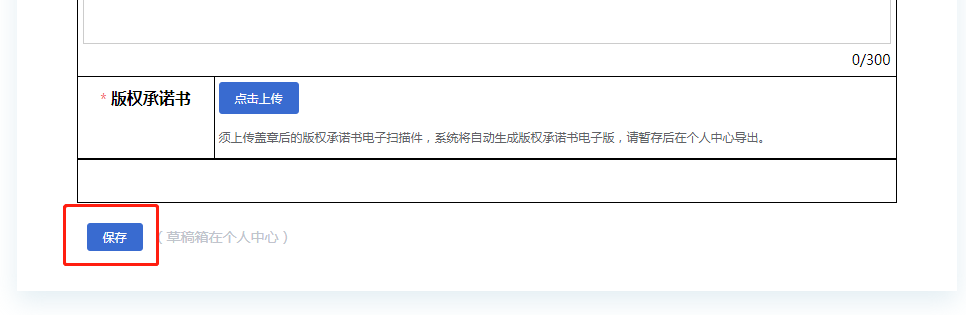 0/300
* 版权承诺书
点击上传
须上传盖章后的版权承诺书电子扫描件，系统将自动生成版权承诺书电子版，请暂存后在个人中心导出。
保存 （草稿箱在个人中心）